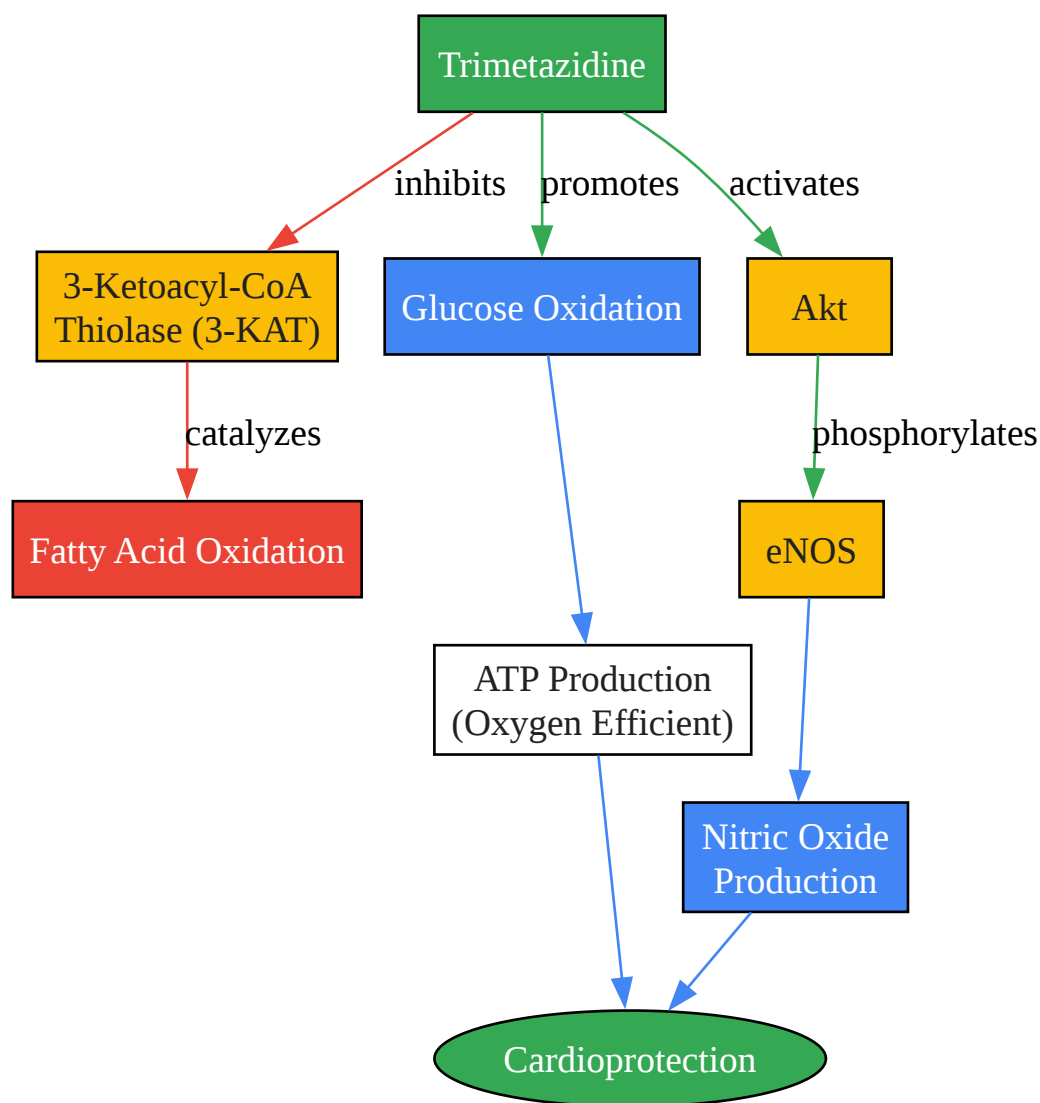 Trimetazidine
inhibits
promotes
activates
3-Ketoacyl-CoA
Thiolase (3-KAT)
Glucose Oxidation
Akt
catalyzes
phosphorylates
Fatty Acid Oxidation
eNOS
ATP Production
(Oxygen Efficient)
Nitric Oxide
Production
Cardioprotection